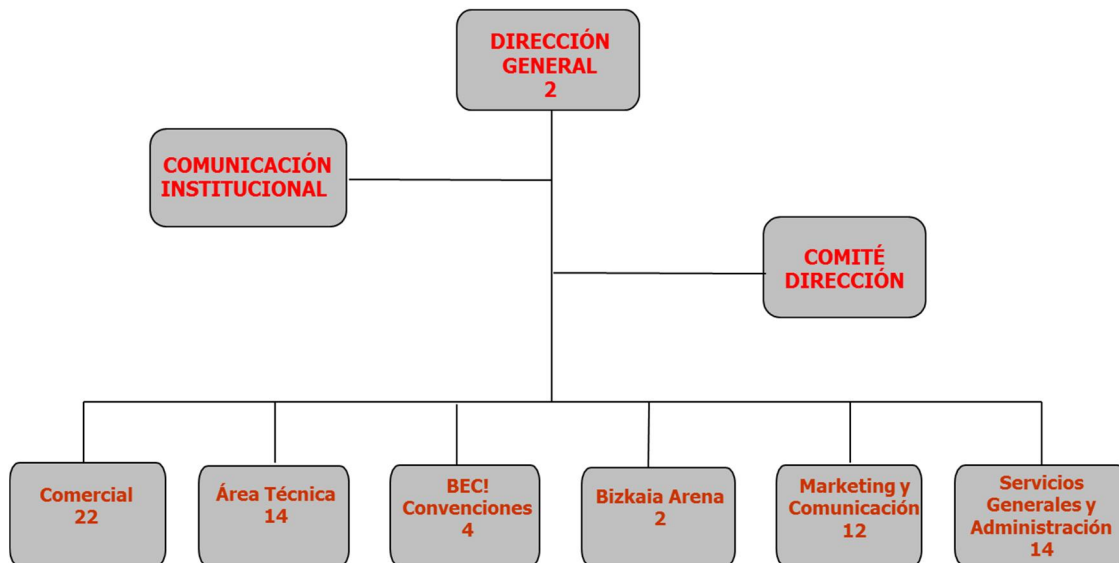 DIRECCIÓN
GENERAL
2
COMUNICACIÓN
INSTITUCIONAL
COMITÉ
DIRECCIÓN
Comercial
22
Área Técnica
14
BEC!
Convenciones
4
Bizkaia Arena
2
Marketing y
Comunicación
12
Servicios
Generales y
Administración
14